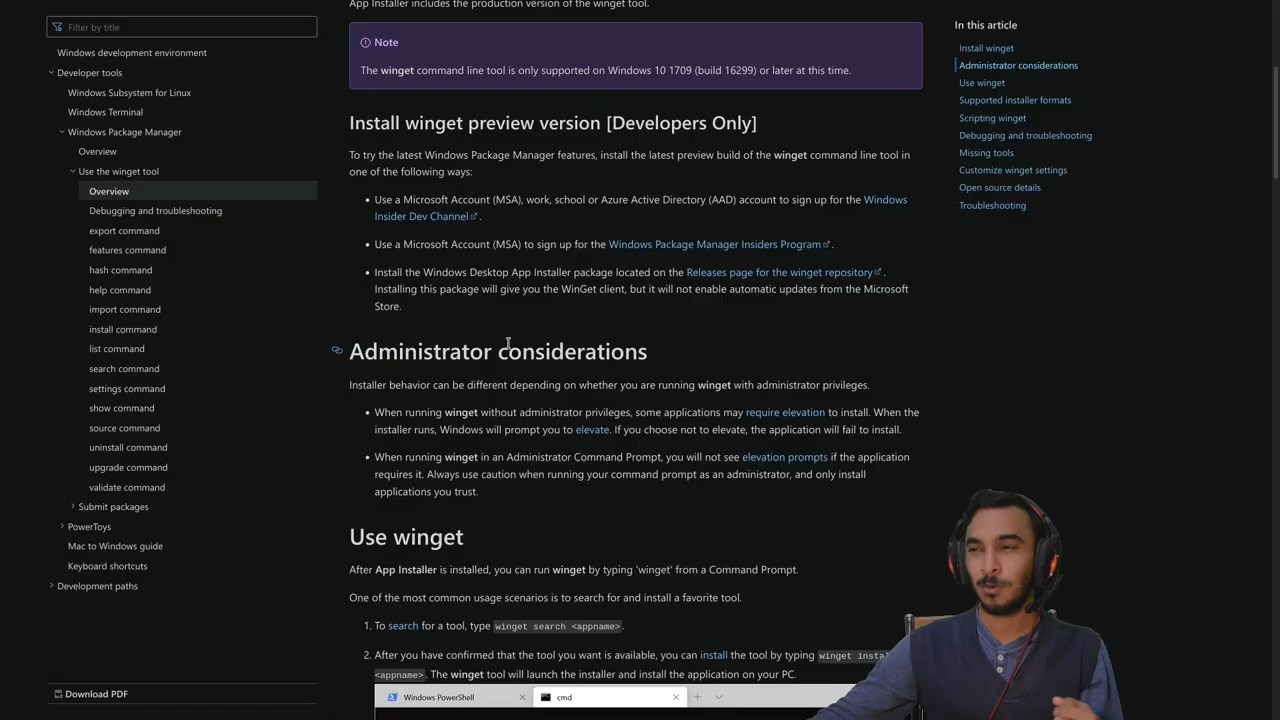 App Installer includes the production version of the winget tool.
Filter by title
Windows development environment
Developer tools
Windows Subsystem for Linux
Windows Terminal
Windows Package Manager
Overview
Use the winget tool
Overview
Debugging and troubleshooting
export command
features command
hash command
help command
import command
install command
list command
search command
settings command
show command
source command
uninstall command
upgrade command
validate command
Submit packages
PowerToys
Mac to Windows guide
Keyboard shortcuts
Development paths
Download PDF
Note
The winget command line tool is only supported on Windows 10 1709 (build 16299) or later at this time.
Install winget preview version [Developers Only]
To try the latest Windows Package Manager features, install the latest preview build of the winget command line tool in
one of the following ways:
• Use a Microsoft Account (MSA), work, school or Azure Active Directory (AAD) account to sign up for the Windows
Insider Dev Channel.
• Use a Microsoft Account (MSA) to sign up for the Windows Package Manager Insiders Program.
• Install the Windows Desktop App Installer package located on the Releases page for the winget repository.
Installing this package will give you the WinGet client, but it will not enable automatic updates from the Microsoft
Store.
Administrator considerations
Installer behavior can be different depending on whether you are running winget with administrator privileges.
• When running winget without administrator privileges, some applications may require elevation to install. When the
installer runs, Windows will prompt you to elevate. If you choose not to elevate, the application will fail to install.
• When running winget in an Administrator Command Prompt, you will not see elevation prompts if the application
requires it. Always use caution when running your command prompt as an administrator, and only install
applications you trust.
Use winget
After App Installer is installed, you can run winget by typing 'winget' from a Command Prompt.
One of the most common usage scenarios is to search for and install a favorite tool.
1. To search for a tool, type winget search <appname>.
2. After you have confirmed that the tool you want is available, you can install the tool by typing winget
<appname>. The winget tool will launch the installer and install the application on your PC.
Windows PowerShell
cmd
In this article
Install winget
Administrator considerations
Use winget
Supported installer formats
Scripting winget
Debugging and troubleshooting
Missing tools
Customize winget settings
Open source details
Troubleshooting